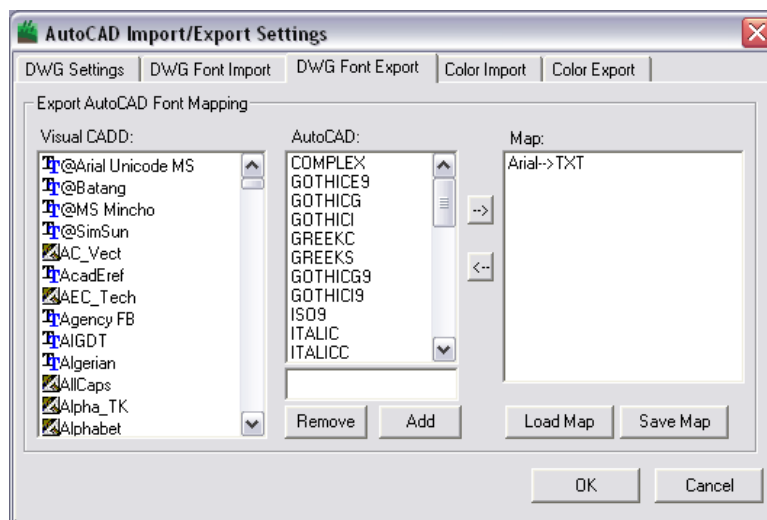 AutoCAD Import/Export Settings
DWG Settings
DWG Font Import
DWG Font Export
Color Import
Color Export
Export AutoCAD Font Mapping
Visual CADD:
@Arial Unicode MS
@Batang
@MS Mincho
@SimSun
AC_Vect
AcadEref
AEC_Tech
Agency FB
AIGDT
Algerian
AllCaps
Alpha_TK
Alphabet
AutoCAD:
COMPLEX
GOTHICE9
GOTHICG
GOTHICI
GREEKC
GREEKS
GOTHICG9
GOTHICI9
ISO9
ITALIC
ITALICC
Remove
Add
-->
<--
Map:
Arial-->TXT
Load Map
Save Map
OK
Cancel